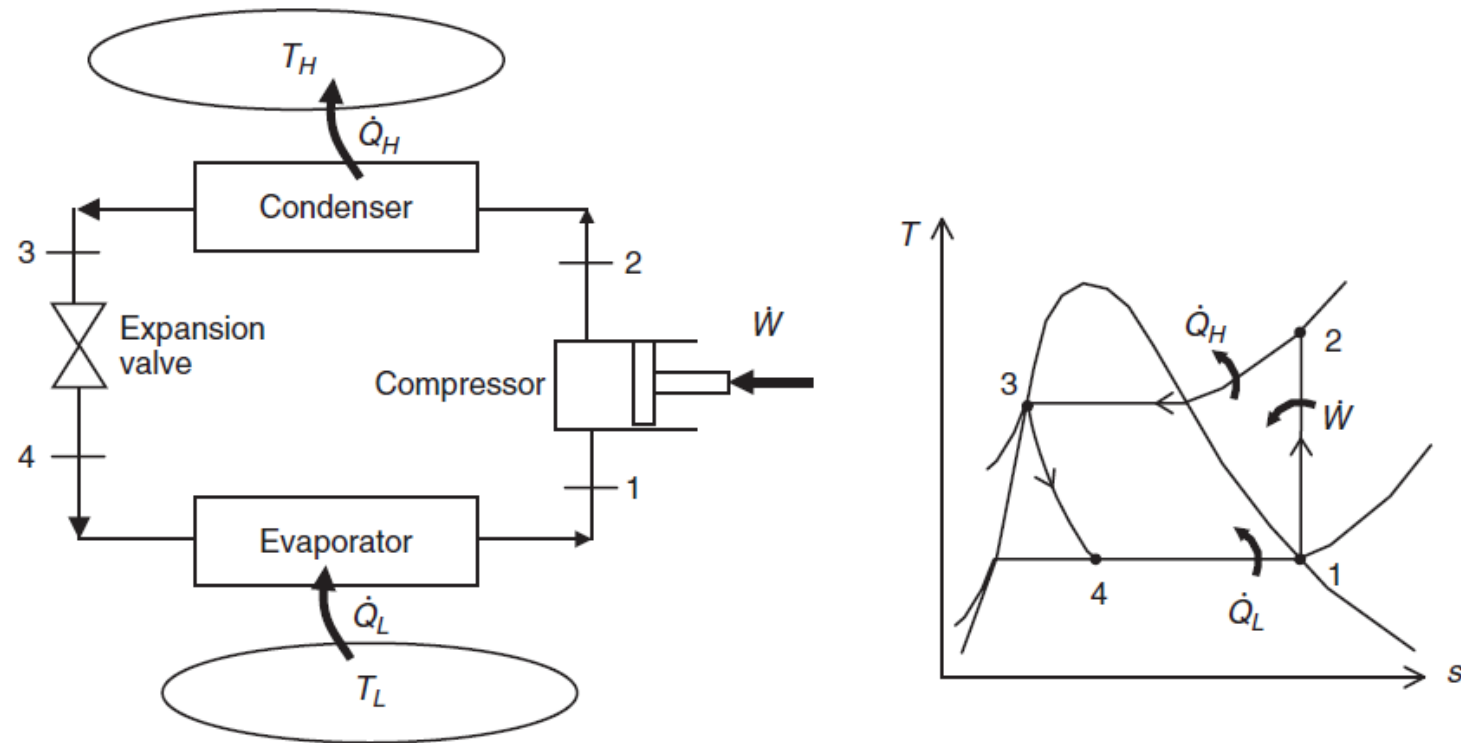 T_H
Q̇_H
Condenser
3
2
Expansion
valve
Ẇ
Compressor
4
1
Evaporator
Q̇_L
T_L
T
Q̇_H
2
3
Ẇ
4
1
Q̇_L
s